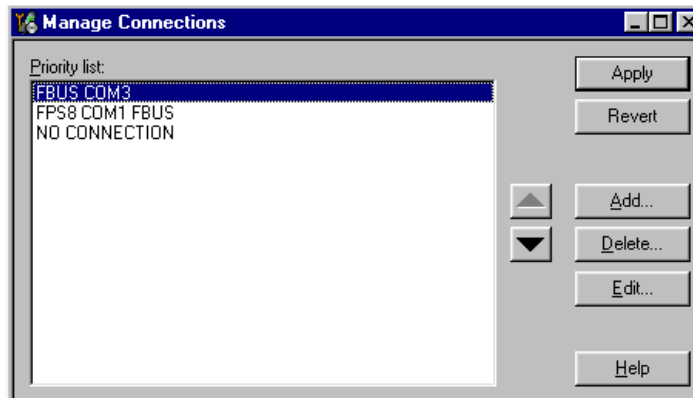 Manage Connections
Priority list:
FBUS COM3
FPS8 COM1 FBUS
NO CONNECTION
Apply
Revert
Add...
Delete...
Edit...
Help